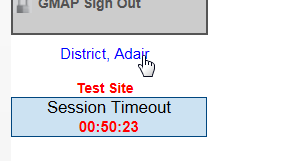 GMAP Sign Out
District, Adair
Test Site
Session Timeout
00:50:23